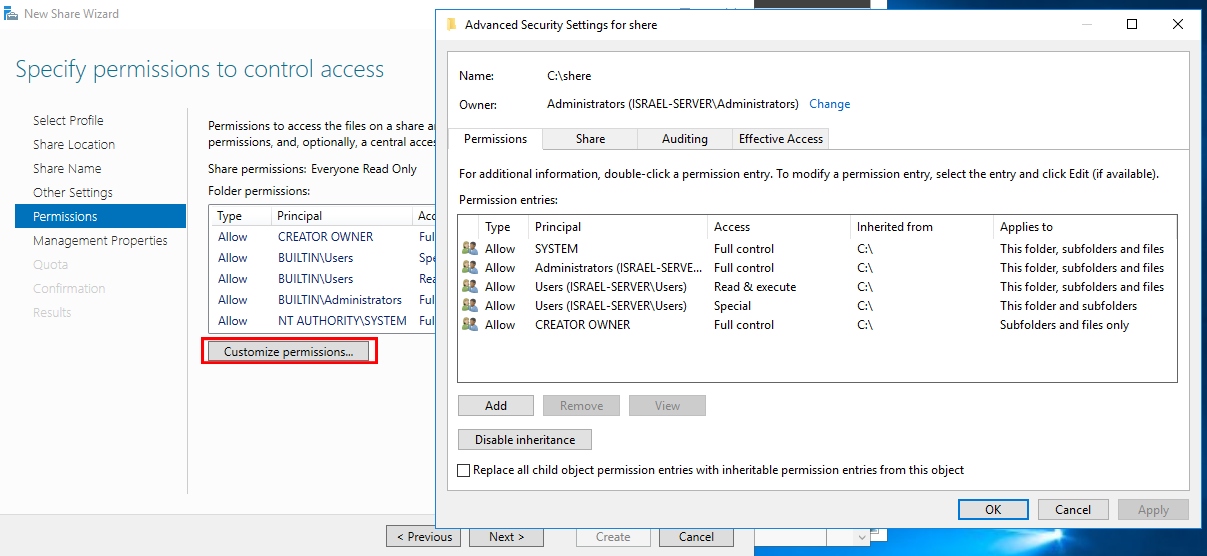 New Share Wizard
Specify permissions to control access
Select Profile
Share Location
Share Name
Other Settings
Permissions
Management Properties
Quota
Confirmation
Results
Permissions to access the files on a share a
permissions, and, optionally, a central acces
Share permissions: Everyone Read Only
Folder permissions:
Type Principal Acc
Allow CREATOR OWNER Ful
Allow BUILTIN\Users Spe
Allow BUILTIN\Users Rea
Allow BUILTIN\Administrators Ful
Allow NT AUTHORITY\SYSTEM Ful
Customize permissions...
< Previous Next > Create Cancel
Advanced Security Settings for shere
Name: C:\shere
Owner: Administrators (ISRAEL-SERVER\Administrators) Change
Permissions Share Auditing Effective Access
For additional information, double-click a permission entry. To modify a permission entry, select the entry and click Edit (if available).
Permission entries:
Type Principal Access Inherited from Applies to
Allow SYSTEM Full control C:\ This folder, subfolders and files
Allow Administrators (ISRAEL-SERVE... Full control C:\ This folder, subfolders and files
Allow Users (ISRAEL-SERVER\Users) Read & execute C:\ This folder, subfolders and files
Allow Users (ISRAEL-SERVER\Users) Special C:\ This folder and subfolders
Allow CREATOR OWNER Full control C:\ Subfolders and files only
Add Remove View
Disable inheritance
Replace all child object permission entries with inheritable permission entries from this object
OK Cancel Apply